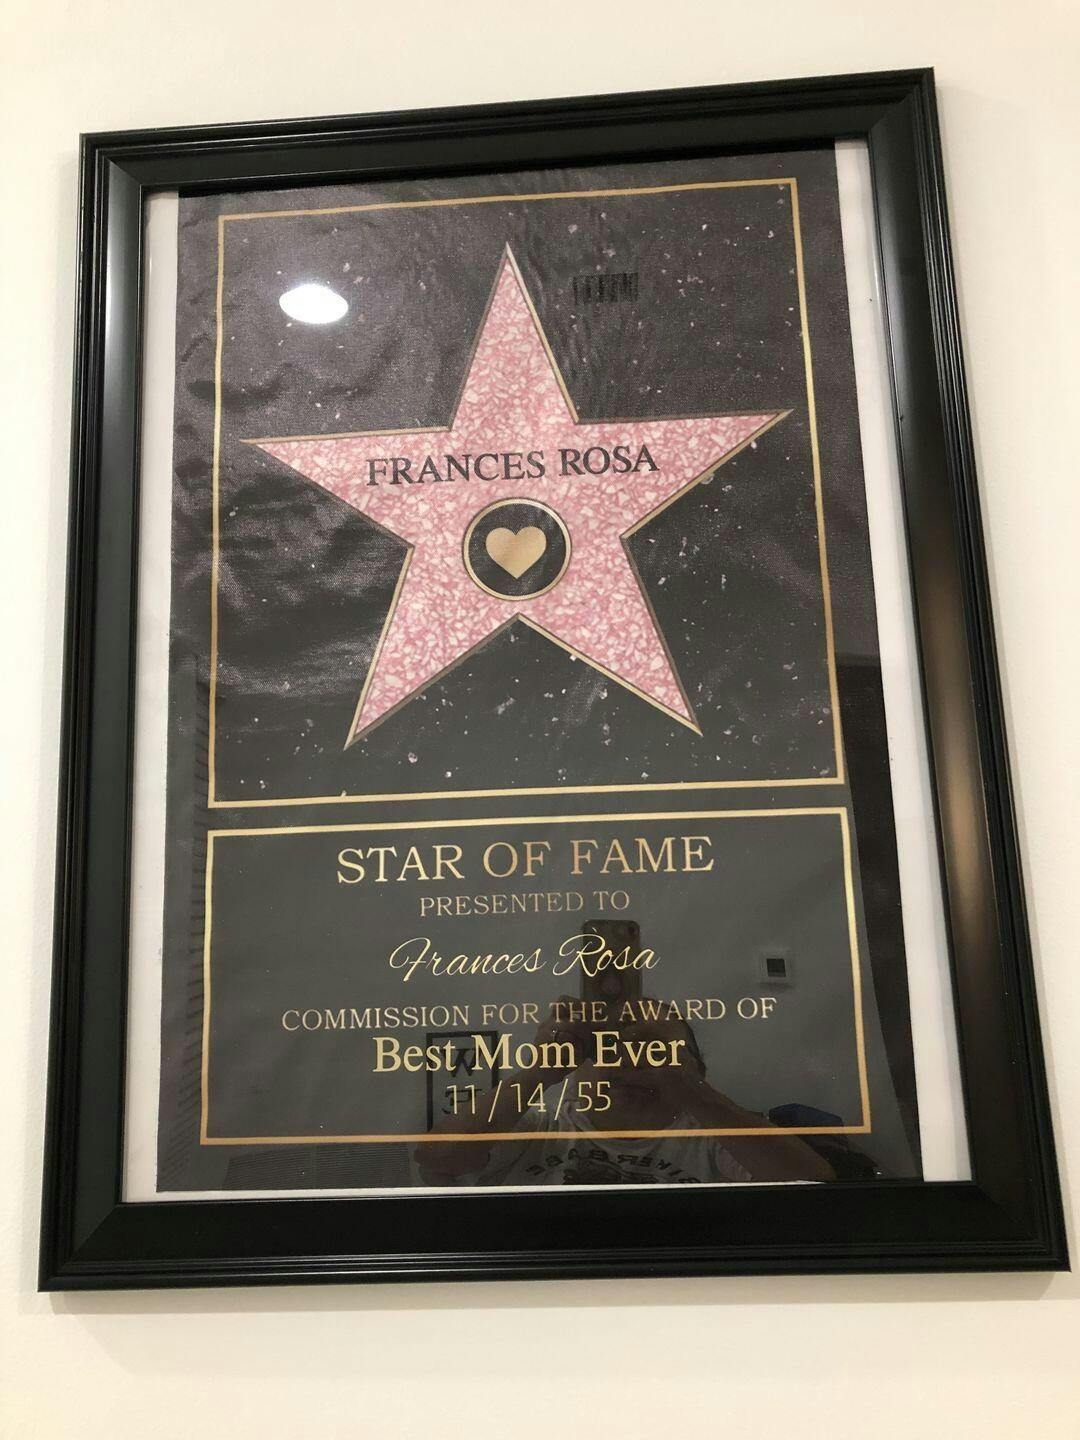 FRANCES ROSA
STAR OF FAME
PRESENTED TO
Frances Rosa
COMMISSION FOR THE AWARD OF
Best Mom Ever
11/14/55